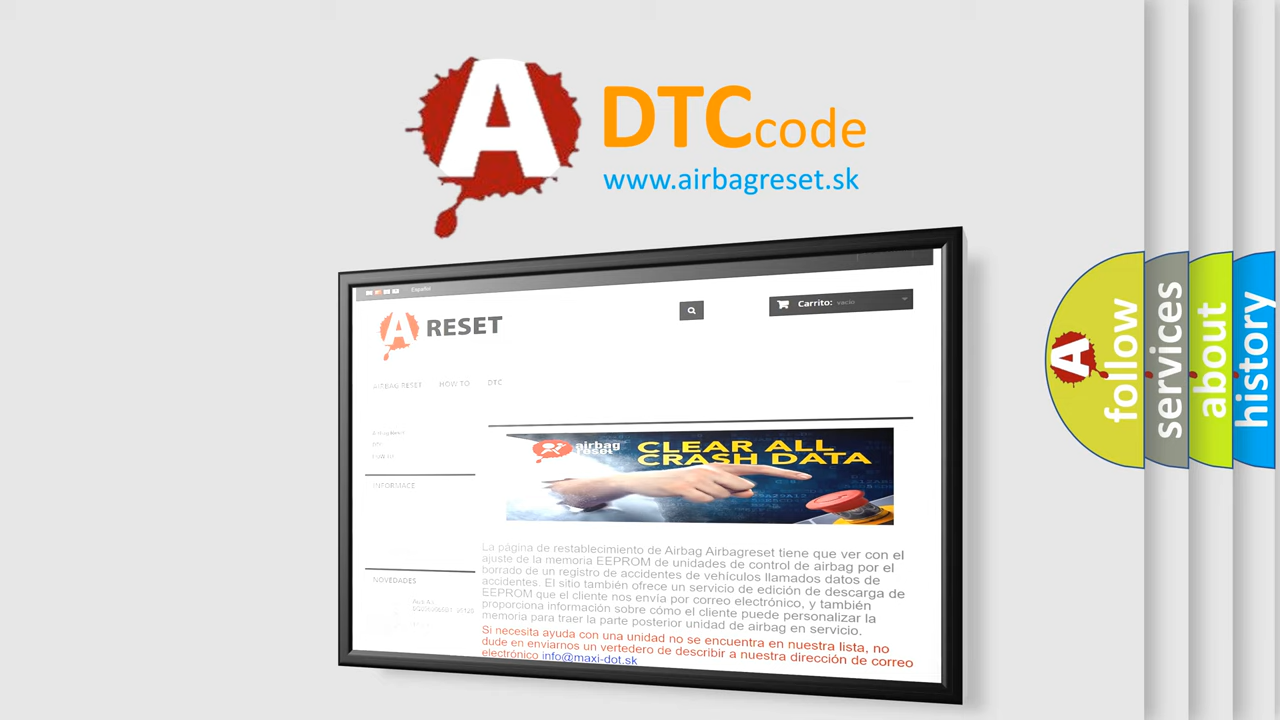 A DTCcode
www.airbagreset.sk
Español
A RESET
Carrito: vacío
AIRBAG RESET HOW TO DTC
INFORMACE
NOVEDADES
airbag
reset
CLEAR ALL
CRASH DATA
La página de restablecimiento de Airbag Airbagreset tiene que ver con el
ajuste de la memoria EEPROM de unidades de control de airbag por el
borrado de un registro de accidentes de vehículos llamados datos de
accidentes. El sitio también ofrece un servicio de edición de descarga de
EEPROM que el cliente nos envía por correo electrónico, y también
proporciona información sobre cómo el cliente puede personalizar la
memoria para traer la parte posterior unidad de airbag en servicio.
Si necesita ayuda con una unidad no se encuentra en nuestra lista, no
dude en enviarnos un vertedero de describir a nuestra dirección de correo
electrónico info@maxi-dot.sk
A
follow
services
about
history